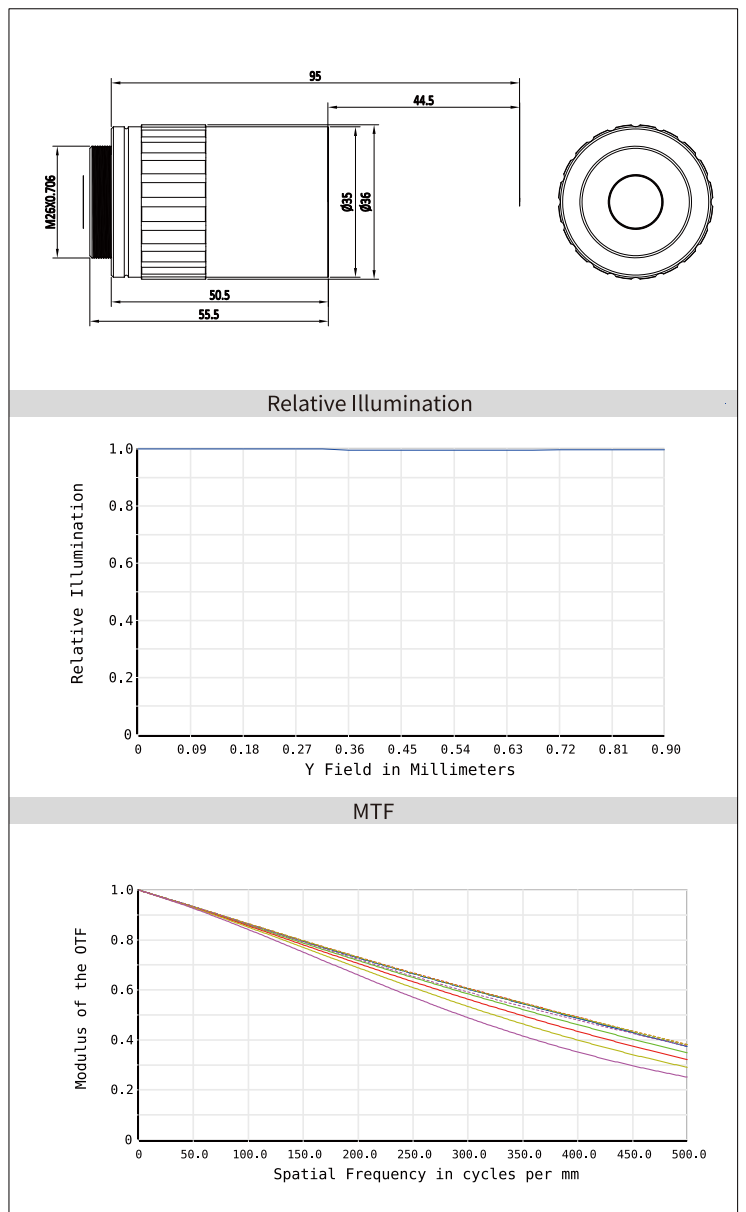 95
44.5
M26X0.706
Ø35
Ø36
50.5
55.5
Relative Illumination
1.0
0.8
0.6
0.4
0.2
0
Relative Illumination
0 0.09 0.18 0.27 0.36 0.45 0.54 0.63 0.72 0.81 0.90
Y Field in Millimeters
MTF
1.0
0.8
0.6
0.4
0.2
0
Modulus of the OTF
0 50.0 100.0 150.0 200.0 250.0 300.0 350.0 400.0 450.0 500.0
Spatial Frequency in cycles per mm